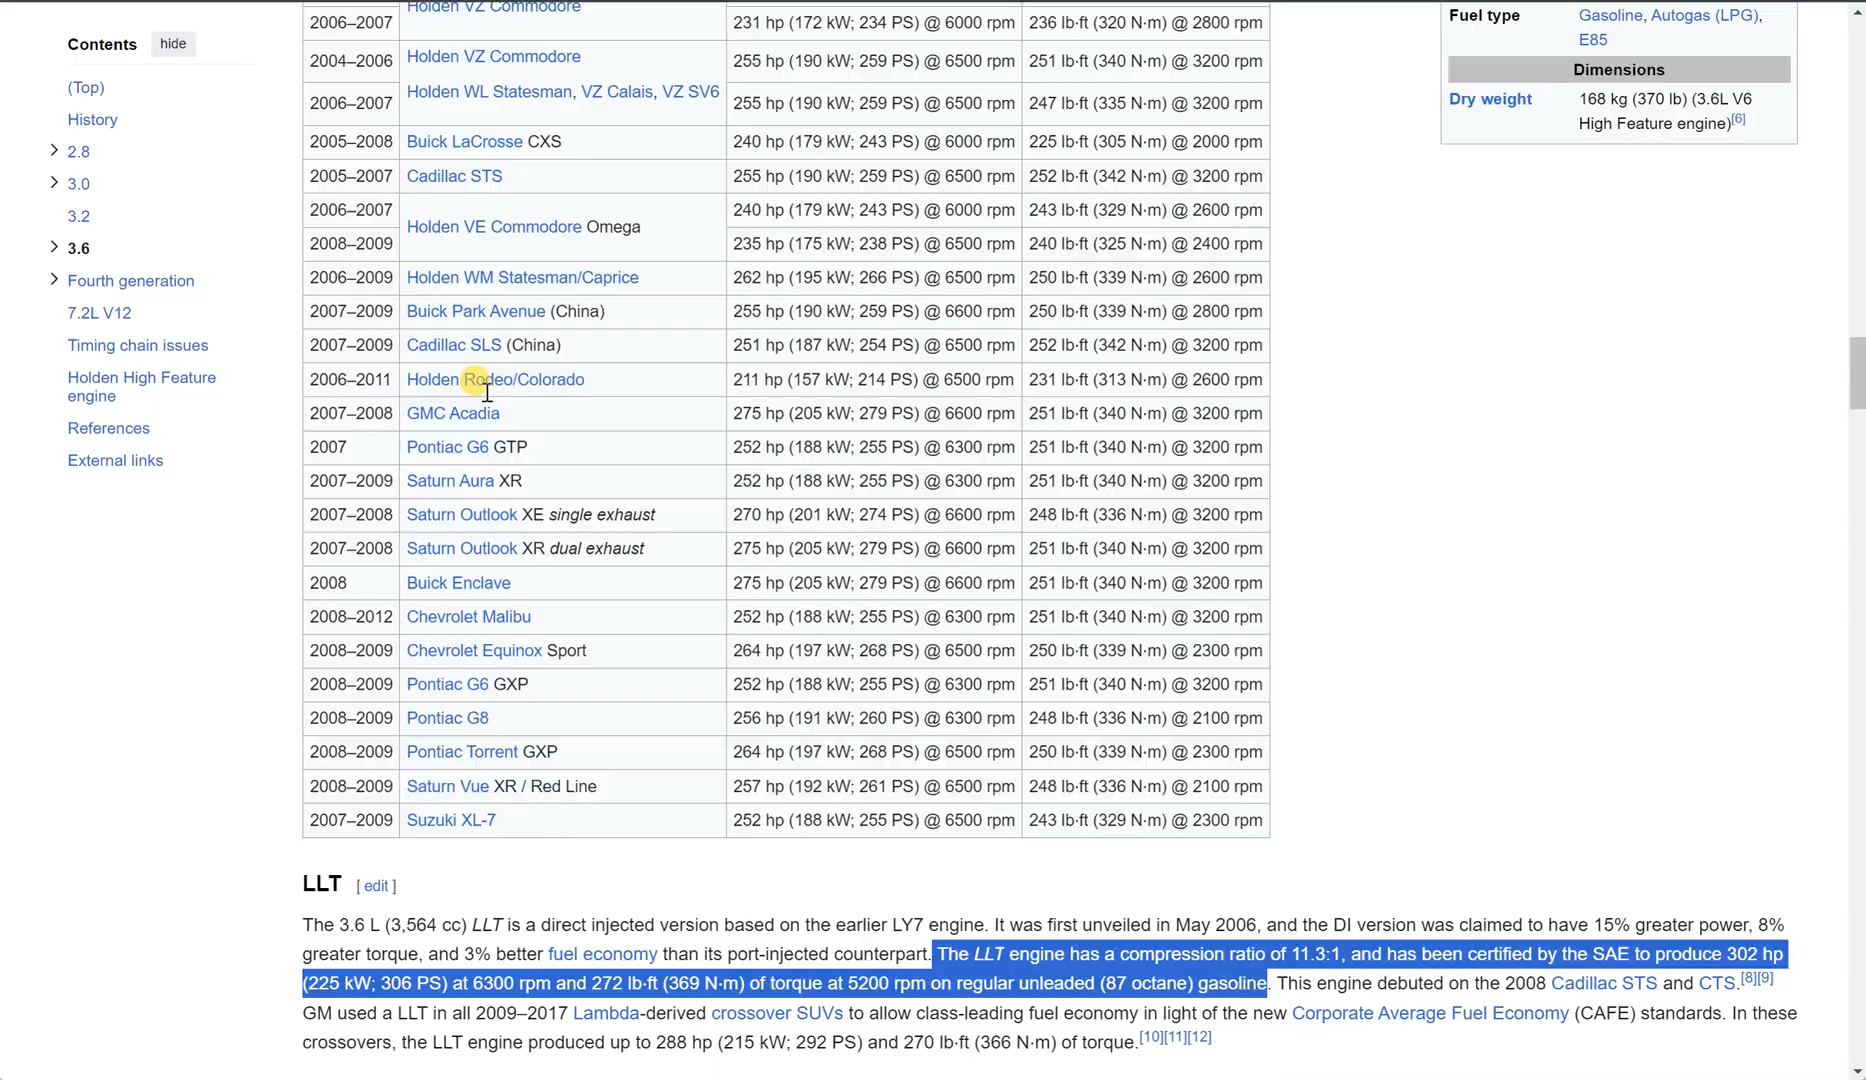 Contents hide
(Top)
History
2.8
3.0
3.2
3.6
Fourth generation
7.2L V12
Timing chain issues
Holden High Feature
engine
References
External links
Holden VZ Commodore
2006–2007 231 hp (172 kW; 234 PS) @ 6000 rpm 236 lb·ft (320 N·m) @ 2800 rpm
2004–2006 Holden VZ Commodore 255 hp (190 kW; 259 PS) @ 6500 rpm 251 lb·ft (340 N·m) @ 3200 rpm
Holden WL Statesman, VZ Calais, VZ SV6
2006–2007 255 hp (190 kW; 259 PS) @ 6500 rpm 247 lb·ft (335 N·m) @ 3200 rpm
2005–2008 Buick LaCrosse CXS 240 hp (179 kW; 243 PS) @ 6000 rpm 225 lb·ft (305 N·m) @ 2000 rpm
2005–2007 Cadillac STS 255 hp (190 kW; 259 PS) @ 6500 rpm 252 lb·ft (342 N·m) @ 3200 rpm
2006–2007 240 hp (179 kW; 243 PS) @ 6000 rpm 243 lb·ft (329 N·m) @ 2600 rpm
Holden VE Commodore Omega
2008–2009 235 hp (175 kW; 238 PS) @ 6500 rpm 240 lb·ft (325 N·m) @ 2400 rpm
2006–2009 Holden WM Statesman/Caprice 262 hp (195 kW; 266 PS) @ 6500 rpm 250 lb·ft (339 N·m) @ 2600 rpm
2007–2009 Buick Park Avenue (China) 255 hp (190 kW; 259 PS) @ 6600 rpm 250 lb·ft (339 N·m) @ 2800 rpm
2007–2009 Cadillac SLS (China) 251 hp (187 kW; 254 PS) @ 6500 rpm 252 lb·ft (342 N·m) @ 3200 rpm
2006–2011 Holden Rodeo/Colorado 211 hp (157 kW; 214 PS) @ 6500 rpm 231 lb·ft (313 N·m) @ 2600 rpm
2007–2008 GMC Acadia 275 hp (205 kW; 279 PS) @ 6600 rpm 251 lb·ft (340 N·m) @ 3200 rpm
2007 Pontiac G6 GTP 252 hp (188 kW; 255 PS) @ 6300 rpm 251 lb·ft (340 N·m) @ 3200 rpm
2007–2009 Saturn Aura XR 252 hp (188 kW; 255 PS) @ 6300 rpm 251 lb·ft (340 N·m) @ 3200 rpm
2007–2008 Saturn Outlook XE single exhaust 270 hp (201 kW; 274 PS) @ 6600 rpm 248 lb·ft (336 N·m) @ 3200 rpm
2007–2008 Saturn Outlook XR dual exhaust 275 hp (205 kW; 279 PS) @ 6600 rpm 251 lb·ft (340 N·m) @ 3200 rpm
2008 Buick Enclave 275 hp (205 kW; 279 PS) @ 6600 rpm 251 lb·ft (340 N·m) @ 3200 rpm
2008–2012 Chevrolet Malibu 252 hp (188 kW; 255 PS) @ 6300 rpm 251 lb·ft (340 N·m) @ 3200 rpm
2008–2009 Chevrolet Equinox Sport 264 hp (197 kW; 268 PS) @ 6500 rpm 250 lb·ft (339 N·m) @ 2300 rpm
2008–2009 Pontiac G6 GXP 252 hp (188 kW; 255 PS) @ 6300 rpm 251 lb·ft (340 N·m) @ 3200 rpm
2008–2009 Pontiac G8 256 hp (191 kW; 260 PS) @ 6300 rpm 248 lb·ft (336 N·m) @ 2100 rpm
2008–2009 Pontiac Torrent GXP 264 hp (197 kW; 268 PS) @ 6500 rpm 250 lb·ft (339 N·m) @ 2300 rpm
2008–2009 Saturn Vue XR / Red Line 257 hp (192 kW; 261 PS) @ 6500 rpm 248 lb·ft (336 N·m) @ 2100 rpm
2007–2009 Suzuki XL-7 252 hp (188 kW; 255 PS) @ 6500 rpm 243 lb·ft (329 N·m) @ 2300 rpm
LLT [ edit ]
The 3.6 L (3,564 cc) LLT is a direct injected version based on the earlier LY7 engine. It was first unveiled in May 2006, and the DI version was claimed to have 15% greater power, 8%
greater torque, and 3% better fuel economy than its port-injected counterpart. The LLT engine has a compression ratio of 11.3:1, and has been certified by the SAE to produce 302 hp
(225 kW; 306 PS) at 6300 rpm and 272 lb·ft (369 N·m) of torque at 5200 rpm on regular unleaded (87 octane) gasoline. This engine debuted on the 2008 Cadillac STS and CTS.[8][9]
GM used a LLT in all 2009–2017 Lambda-derived crossover SUVs to allow class-leading fuel economy in light of the new Corporate Average Fuel Economy (CAFE) standards. In these
crossovers, the LLT engine produced up to 288 hp (215 kW; 292 PS) and 270 lb·ft (366 N·m) of torque.[10][11][12]
Fuel type Gasoline, Autogas (LPG),
E85
Dimensions
Dry weight 168 kg (370 lb) (3.6L V6
High Feature engine)[6]